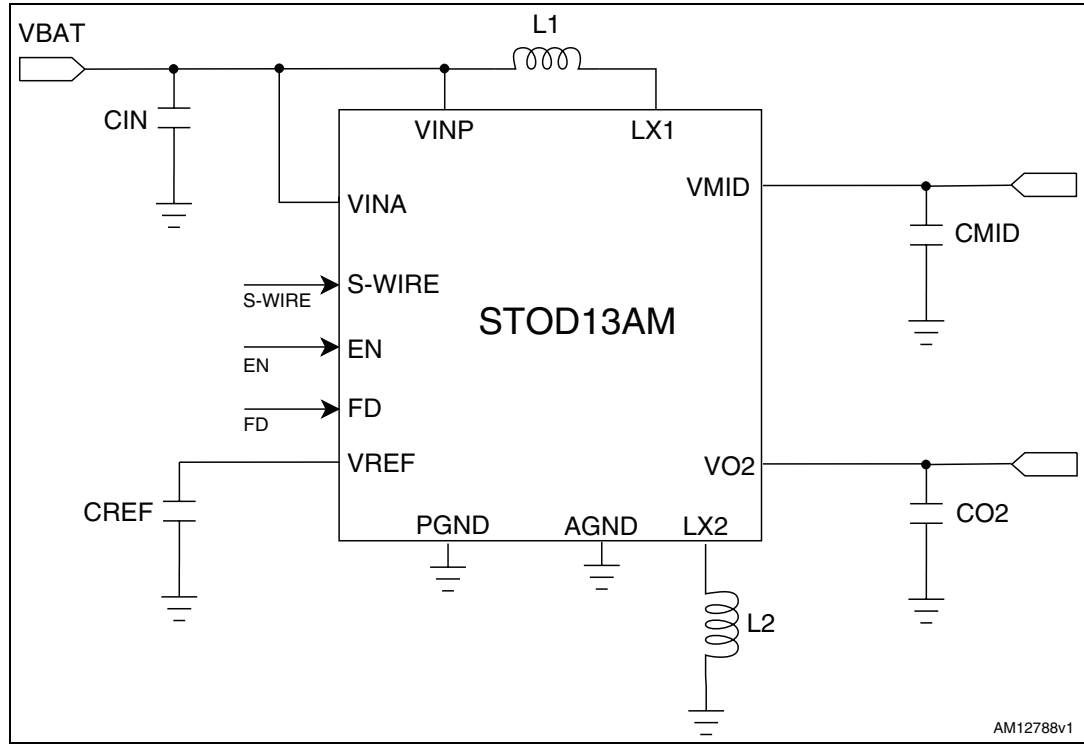 VBAT
L1
CIN
VINP
LX1
VINA
VMID
CMID
S-WIRE
S-WIRE
STOD13AM
EN
EN
FD
FD
VREF
VO2
CREF
PGND
AGND
LX2
CO2
L2
AM12788v1